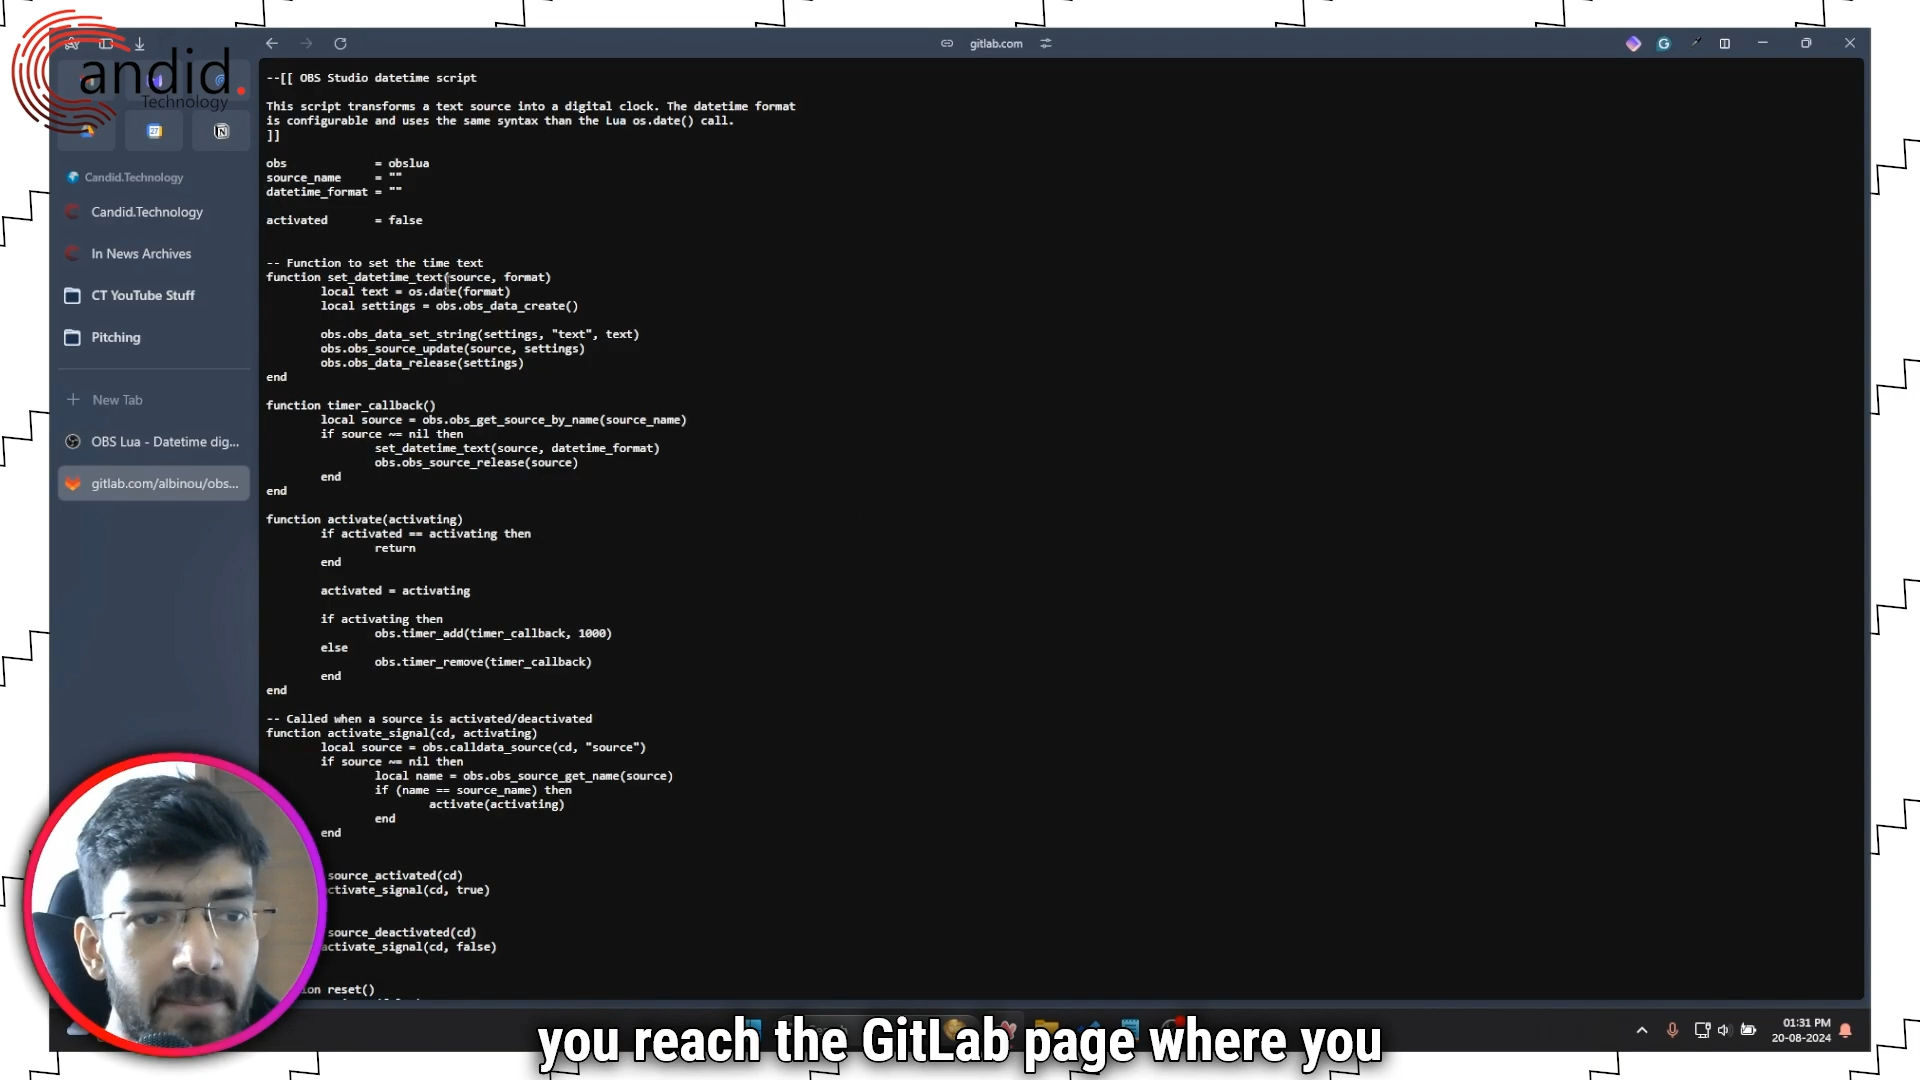 andid.
Technology
gitlab.com
27
Candid.Technology
Candid.Technology
In News Archives
CT YouTube Stuff
Pitching
New Tab
OBS Lua - Datetime dig...
gitlab.com/albinou/obs...
--[[ OBS Studio datetime script
This script transforms a text source into a digital clock. The datetime format
is configurable and uses the same syntax than the Lua os.date() call.
]]
obs = obslua
source_name = ""
datetime_format = ""
activated = false
-- Function to set the time text
function set_datetime_text(source, format)
local text = os.date(format)
local settings = obs.obs_data_create()
obs.obs_data_set_string(settings, "text", text)
obs.obs_source_update(source, settings)
obs.obs_data_release(settings)
end
function timer_callback()
local source = obs.obs_get_source_by_name(source_name)
if source ~= nil then
set_datetime_text(source, datetime_format)
obs.obs_source_release(source)
end
end
function activate(activating)
if activated == activating then
return
end
activated = activating
if activating then
obs.timer_add(timer_callback, 1000)
else
obs.timer_remove(timer_callback)
end
end
-- Called when a source is activated/deactivated
function activate_signal(cd, activating)
local source = obs.calldata_source(cd, "source")
if source ~= nil then
local name = obs.obs_source_get_name(source)
if (name == source_name) then
activate(activating)
end
end
source_activated(cd)
ctivate_signal(cd, true)
source_deactivated(cd)
activate_signal(cd, false)
ion reset()
you reach the GitLab page where you
01:31 PM
20-08-2024